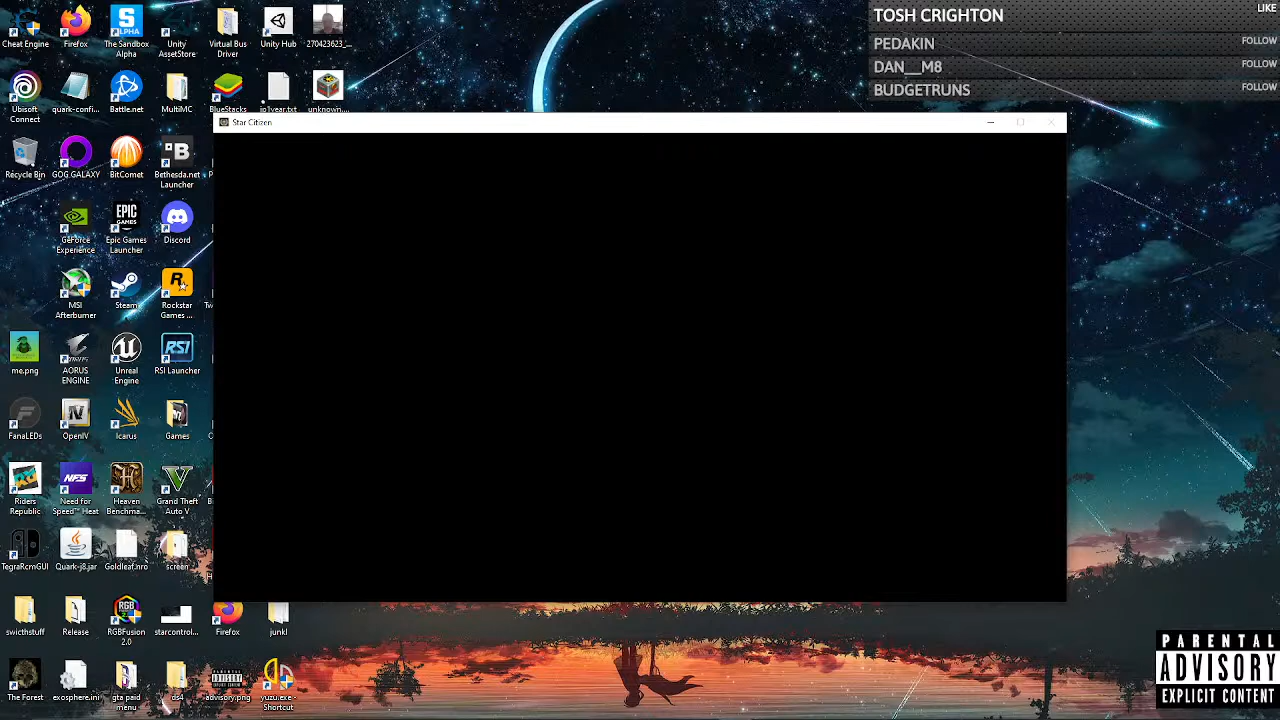 TOSH CRIGHTON
LIKE
PEDAKIN
FOLLOW
DAN__M8
FOLLOW
BUDGETRUNS
FOLLOW
Cheat Engine
Firefox
The Sandbox Alpha
Unity AssetStore
Virtual Bus Driver
Unity Hub
270423623_...
Ubisoft Connect
quark-confi...
Battle.net
MultiMC
BlueStacks
unknown....
Star Citizen
Recycle Bin
GOG GALAXY
BitComet
Bethesda.net Launcher
GeForce Experience
Epic Games Launcher
Discord
MSI Afterburner
Steam
Rockstar Games ...
me.png
AORUS ENGINE
Unreal Engine
RSI Launcher
FanaLEDs
OpenIV
Icarus
Games
Riders Republic
Need for Speed™ Heat
Heaven Benchma...
Grand Theft Auto V
TegraRcmGUI
Quark-j8.jar
Goldleaf.nro
screen
swicthstuff
Release
RGBFusion 2.0
starcontrol...
Firefox
junk!
The Forest
exosphere.ini
gta paid menu
ds4
advisory.png
yuzu.exe - Shortcut
PARENTAL
ADVISORY
EXPLICIT CONTENT